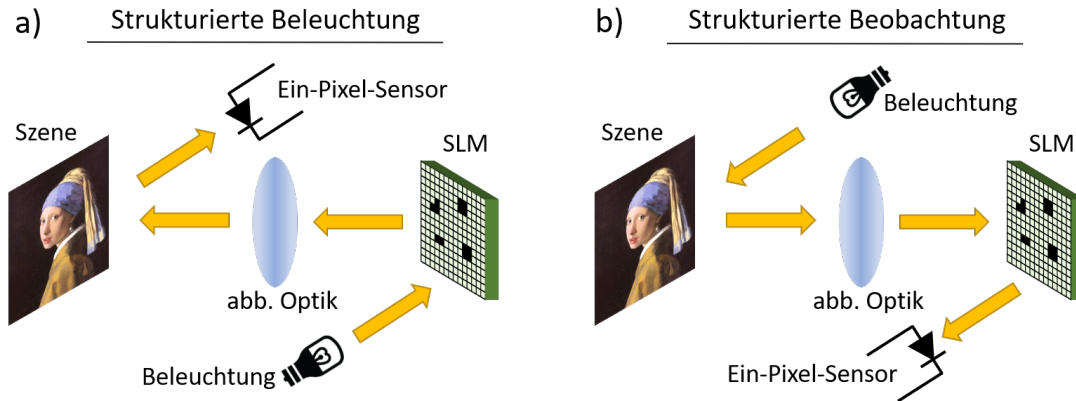 a)
Strukturierte Beleuchtung
Ein-Pixel-Sensor
Szene
SLM
abb. Optik
Beleuchtung
b)
Strukturierte Beobachtung
Beleuchtung
Szene
SLM
abb. Optik
Ein-Pixel-Sensor